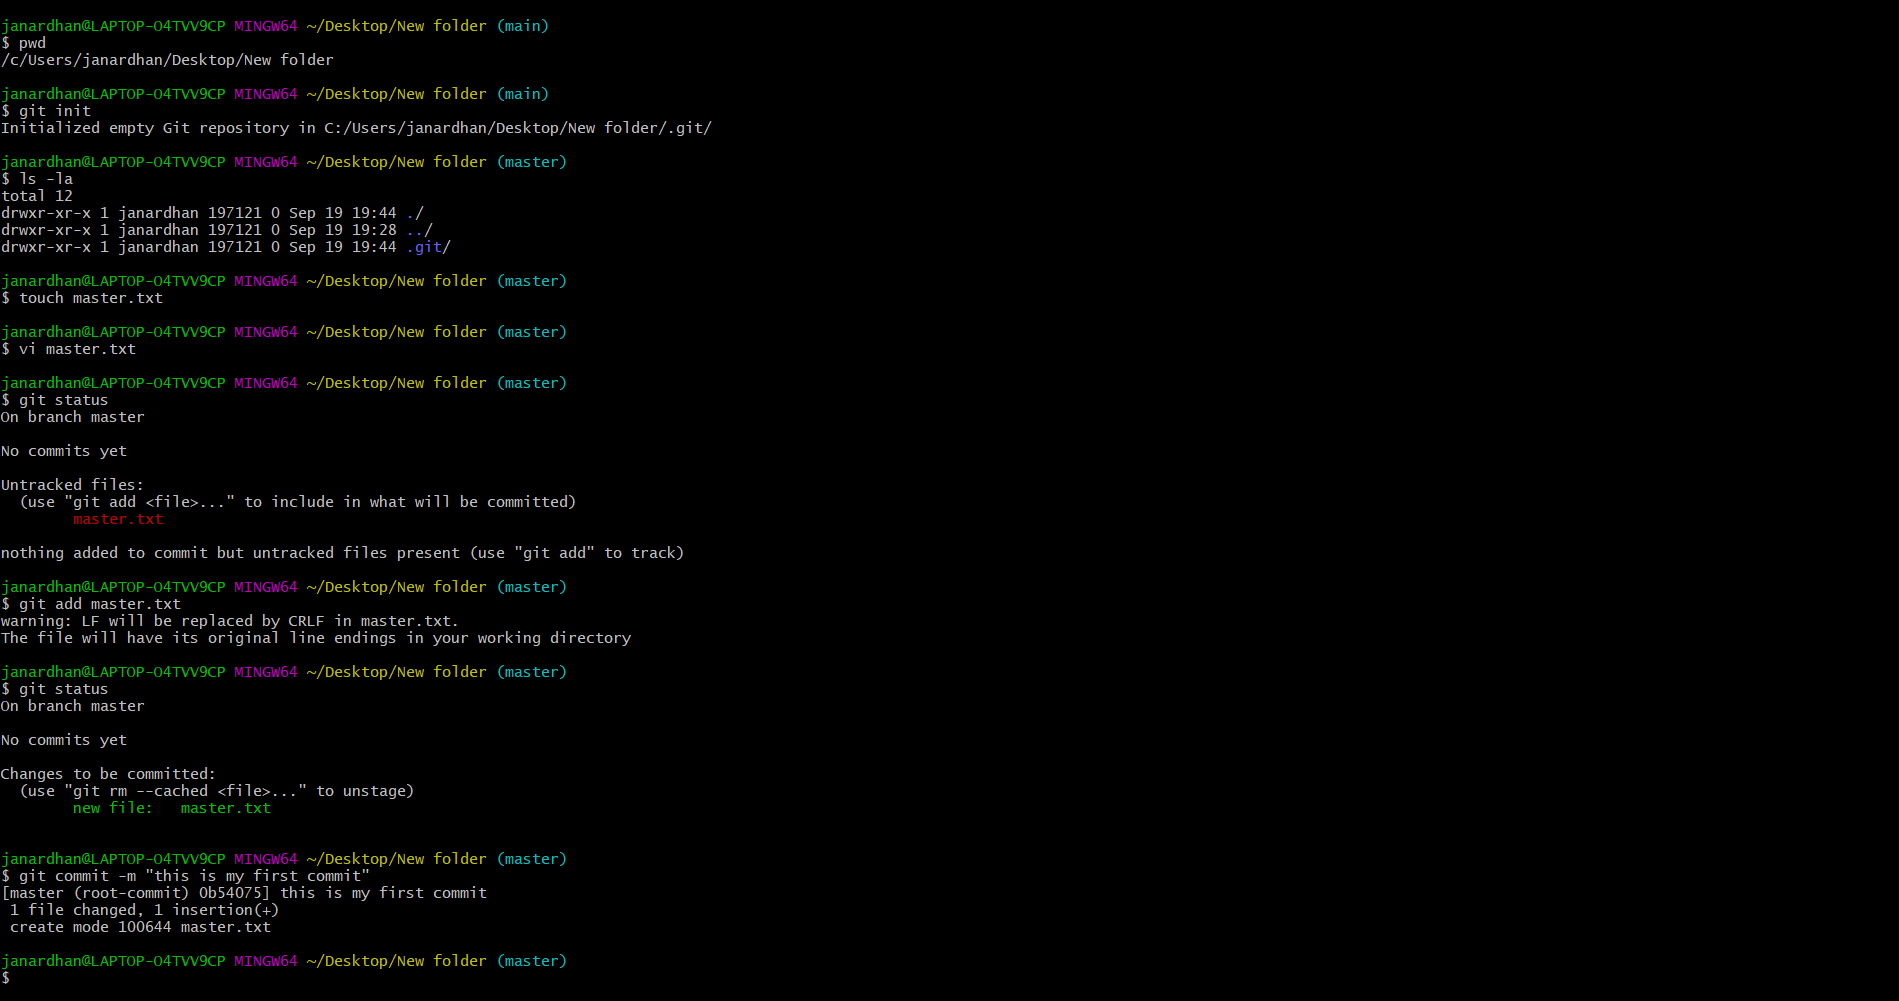 janardhan@LAPTOP-O4TVV9CP MINGW64 ~/Desktop/New folder (main)
$ pwd
/c/Users/janardhan/Desktop/New folder
janardhan@LAPTOP-O4TVV9CP MINGW64 ~/Desktop/New folder (main)
$ git init
Initialized empty Git repository in C:/Users/janardhan/Desktop/New folder/.git/
janardhan@LAPTOP-O4TVV9CP MINGW64 ~/Desktop/New folder (master)
$ ls -la
total 12
drwxr-xr-x 1 janardhan 197121 0 Sep 19 19:44 ./
drwxr-xr-x 1 janardhan 197121 0 Sep 19 19:28 ../
drwxr-xr-x 1 janardhan 197121 0 Sep 19 19:44 .git/
janardhan@LAPTOP-O4TVV9CP MINGW64 ~/Desktop/New folder (master)
$ touch master.txt
janardhan@LAPTOP-O4TVV9CP MINGW64 ~/Desktop/New folder (master)
$ vi master.txt
janardhan@LAPTOP-O4TVV9CP MINGW64 ~/Desktop/New folder (master)
$ git status
On branch master
No commits yet
Untracked files:
  (use "git add <file>..." to include in what will be committed)
        master.txt
nothing added to commit but untracked files present (use "git add" to track)
janardhan@LAPTOP-O4TVV9CP MINGW64 ~/Desktop/New folder (master)
$ git add master.txt
warning: LF will be replaced by CRLF in master.txt.
The file will have its original line endings in your working directory
janardhan@LAPTOP-O4TVV9CP MINGW64 ~/Desktop/New folder (master)
$ git status
On branch master
No commits yet
Changes to be committed:
  (use "git rm --cached <file>..." to unstage)
        new file:   master.txt
janardhan@LAPTOP-O4TVV9CP MINGW64 ~/Desktop/New folder (master)
$ git commit -m "this is my first commit"
[master (root-commit) 0b54075] this is my first commit
 1 file changed, 1 insertion(+)
 create mode 100644 master.txt
janardhan@LAPTOP-O4TVV9CP MINGW64 ~/Desktop/New folder (master)
$